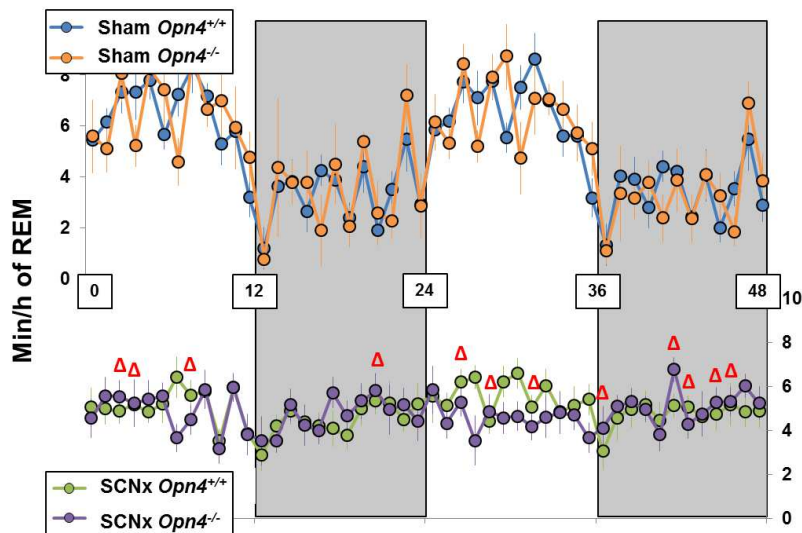 Sham Opn4+/+
Sham Opn4-/-
8
6
4
2
0
Min/h of REM
0
12
24
36
48
10
8
6
4
2
0
Δ Δ Δ Δ Δ Δ Δ Δ Δ Δ Δ Δ
SCNx Opn4+/+
SCNx Opn4-/-